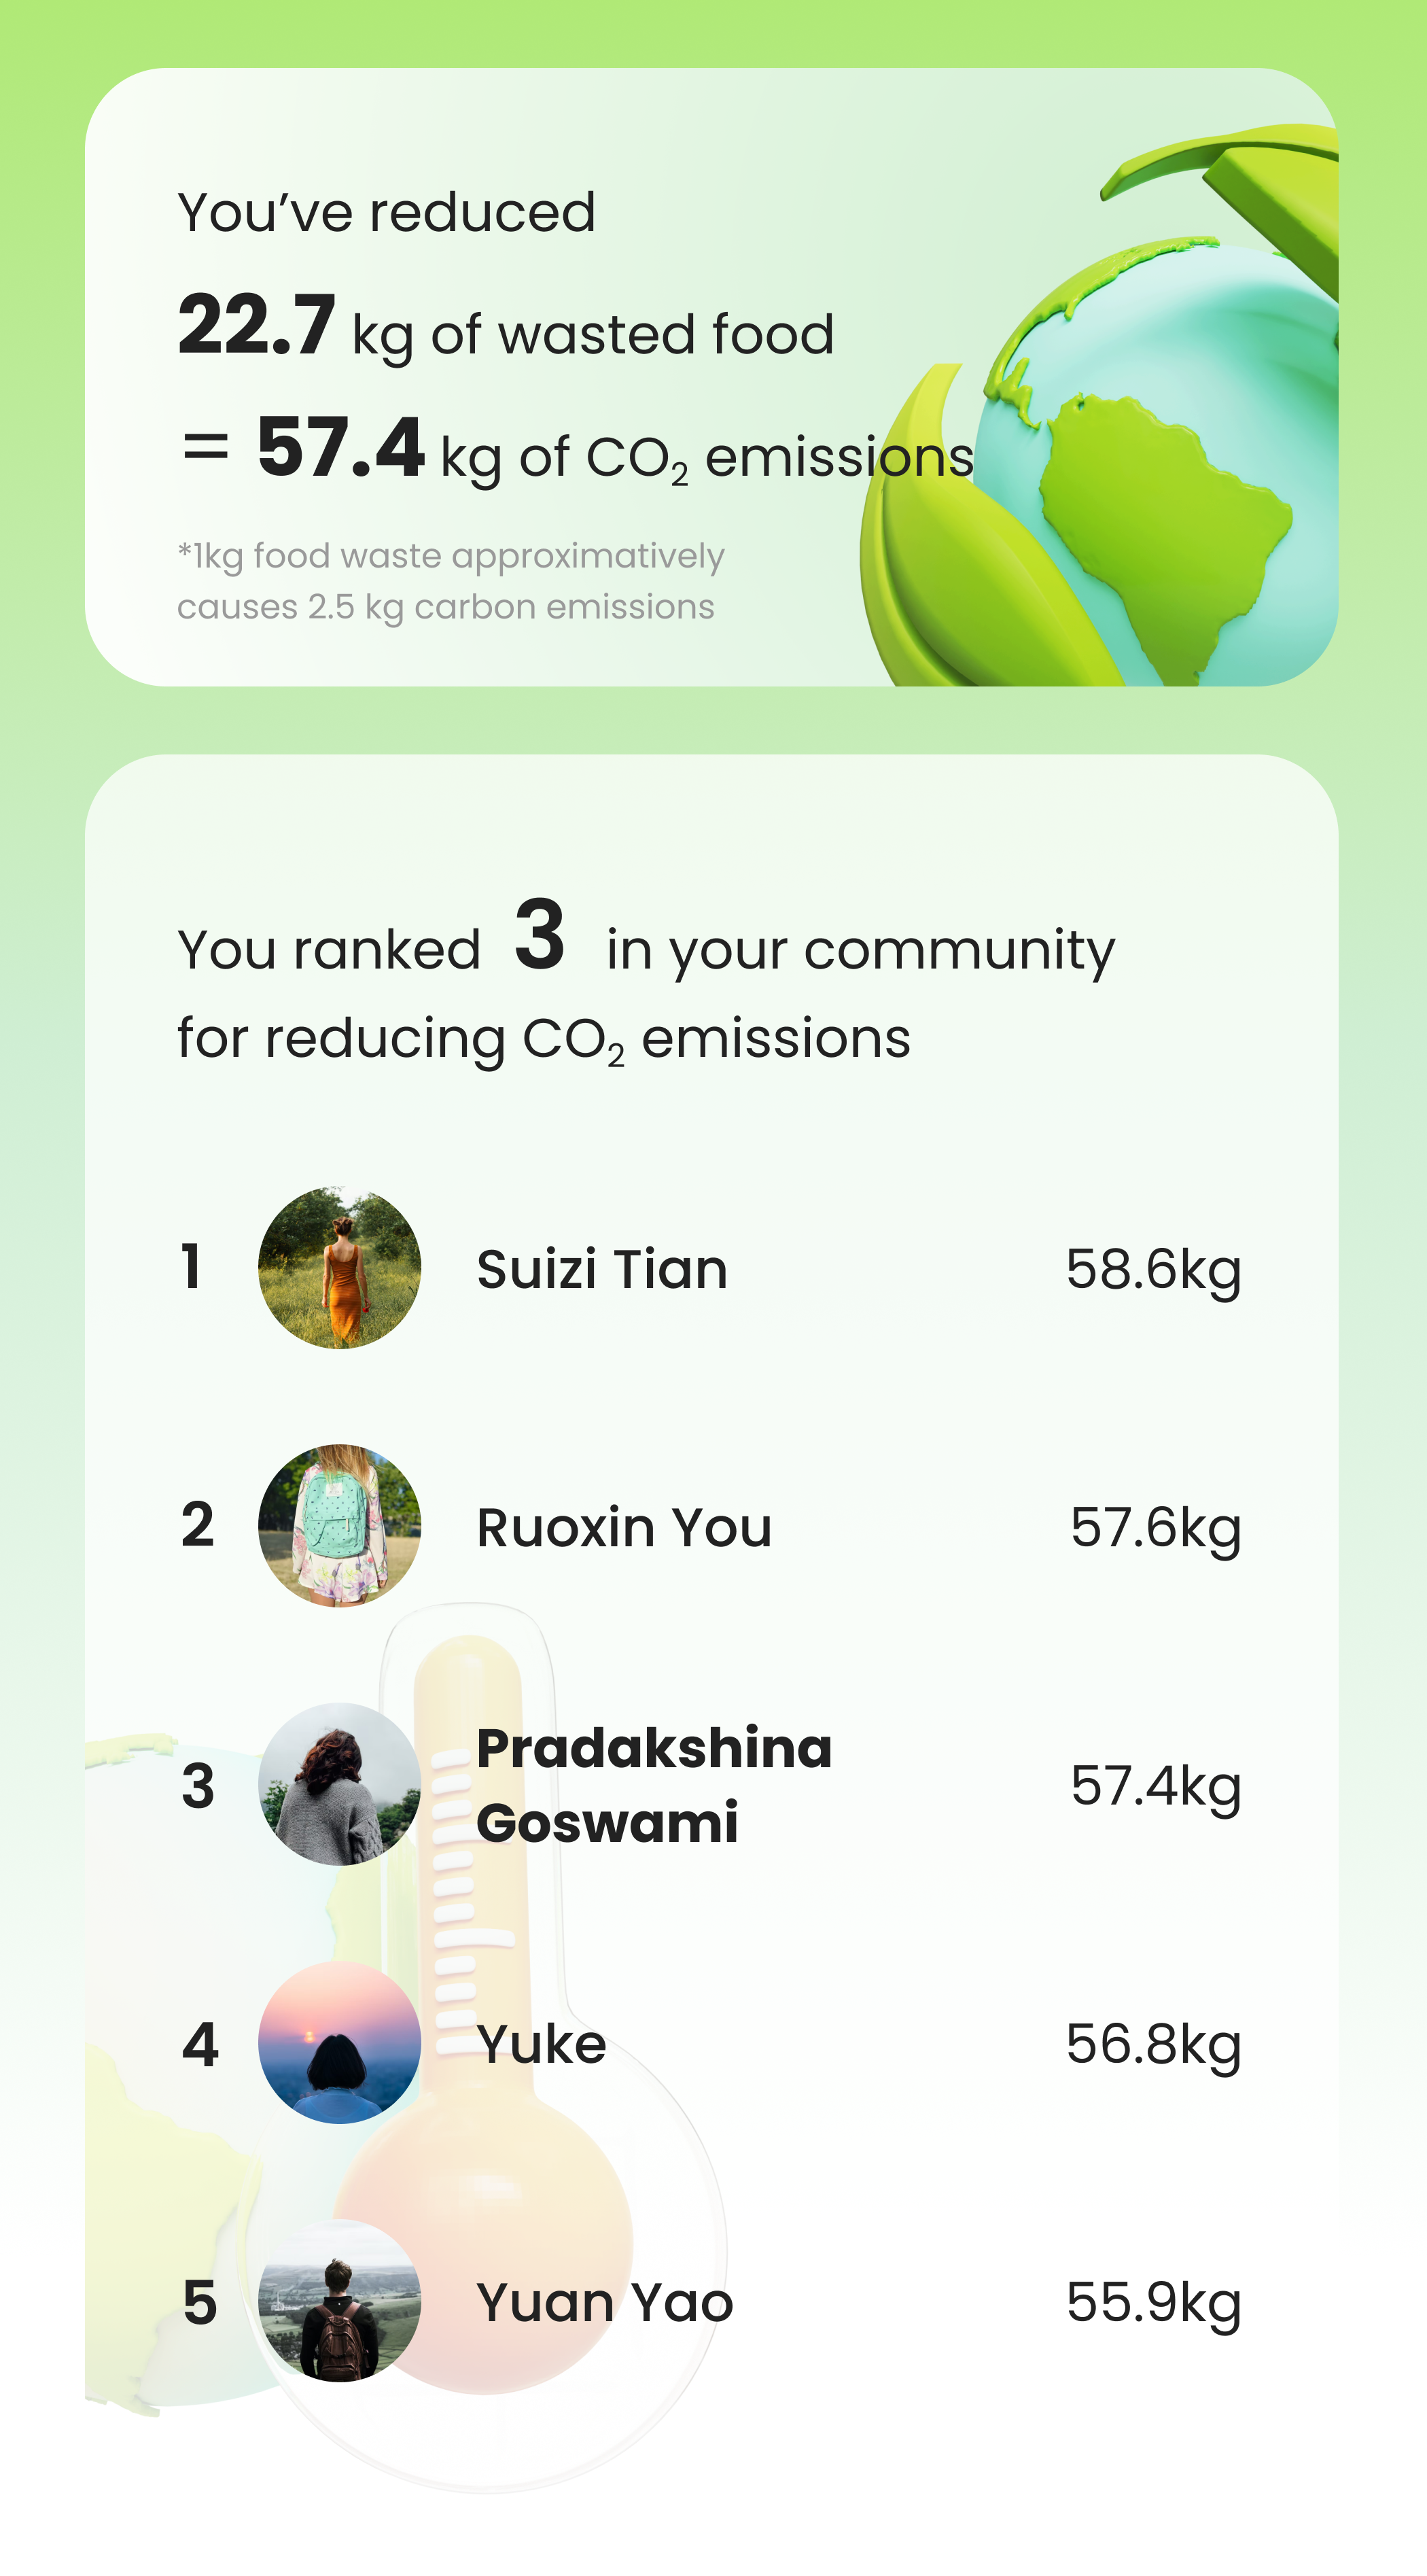 You’ve reduced
22.7 kg of wasted food
= 57.4 kg of CO₂ emissions
*1kg food waste approximatively
causes 2.5 kg carbon emissions
You ranked 3 in your community
for reducing CO₂ emissions
1 Suizi Tian 58.6kg
2 Ruoxin You 57.6kg
3 Pradakshina
Goswami 57.4kg
4 Yuke 56.8kg
5 Yuan Yao 55.9kg